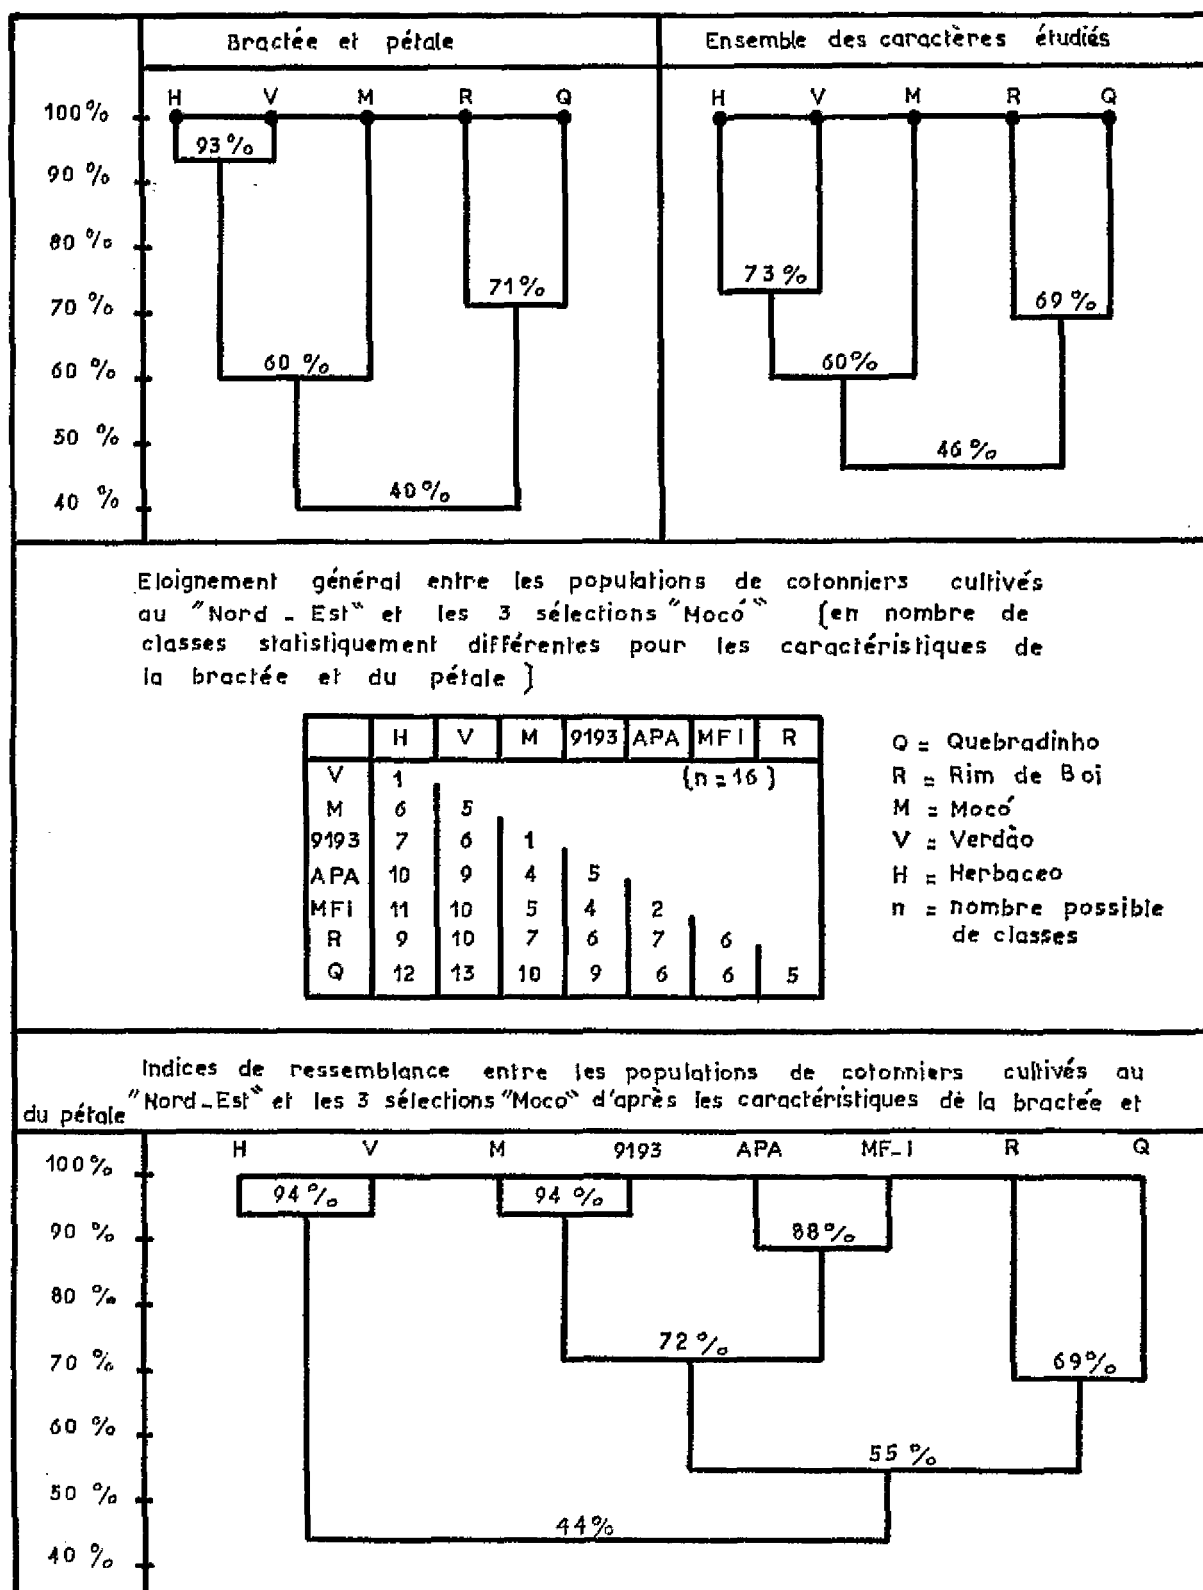 Bractée et pétale
H V M R Q
100%
93%
90 %
80 %
71%
70 %
60 %
60 %
50 %
40%
40 %
Ensemble des caractères étudiés
H V M R Q
73%
69%
60%
46%
Eloignement général entre les populations de cotonniers cultivés
au "Nord - Est" et les 3 sélections "Mocó" (en nombre de
classes statistiquement différentes pour les caractéristiques de
la bractée et du pétale)
H V M 9193 APA MFI R
V 1 (n = 16)
M 6 5
9193 7 6 1
APA 10 9 4 5
MFI 11 10 5 4 2
R 9 10 7 6 7 6
Q 12 13 10 9 6 6 5
Q = Quebradinho
R = Rim de Boi
M = Mocó
V = Verdão
H = Herbaceo
n = nombre possible
de classes
Indices de ressemblance entre les populations de cotonniers cultivés au
"Nord-Est" et les 3 sélections "Moco" d'après les caractéristiques de la bractée et
du pétale
H V M 9193 APA MF-I R Q
100%
94% 94%
90 %
88%
80 %
72%
70 %
69%
60 %
55%
50 %
44%
40 %